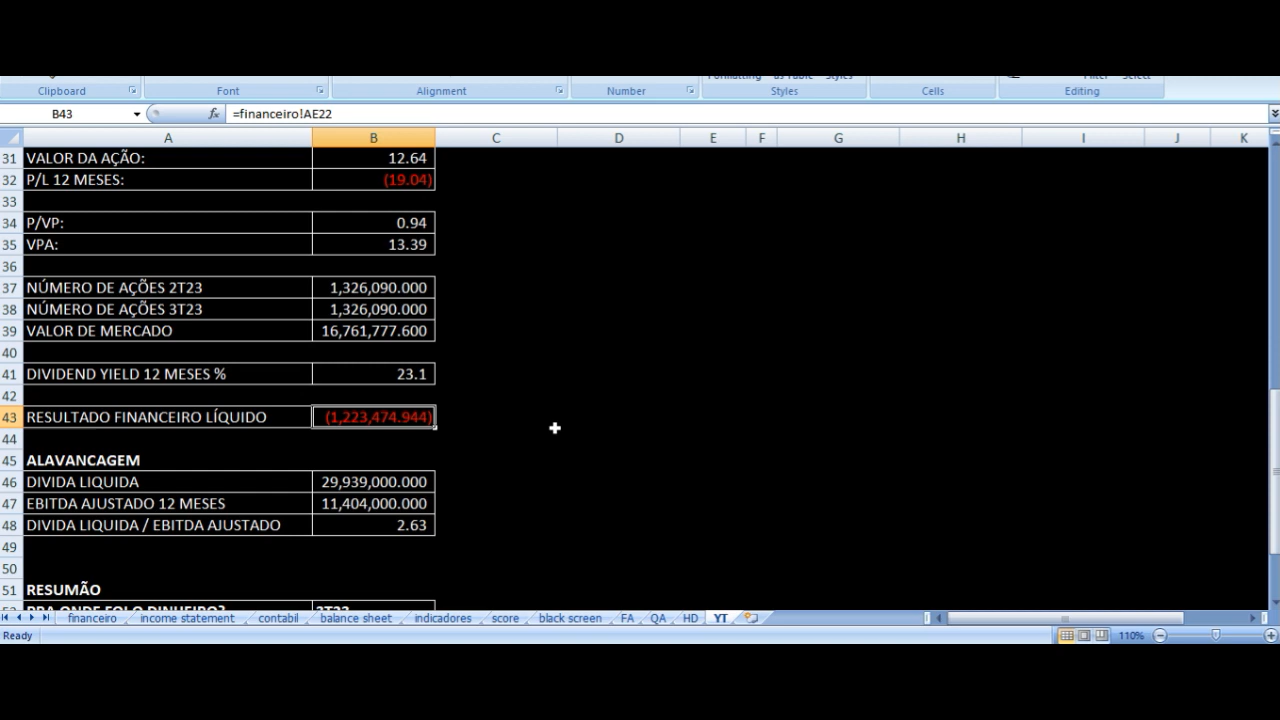 Clipboard Font Alignment Number Styles Cells Editing
B43 fx =financeiro!AE22
A B C D E F G H I J K
31 VALOR DA AÇÃO: 12.64
32 P/L 12 MESES: (19.04)
33
34 P/VP: 0.94
35 VPA: 13.39
36
37 NÚMERO DE AÇÕES 2T23 1,326,090.000
38 NÚMERO DE AÇÕES 3T23 1,326,090.000
39 VALOR DE MERCADO 16,761,777.600
40
41 DIVIDEND YIELD 12 MESES % 23.1
42
43 RESULTADO FINANCEIRO LÍQUIDO (1,223,474.944)
44
45 ALAVANCAGEM
46 DIVIDA LIQUIDA 29,939,000.000
47 EBITDA AJUSTADO 12 MESES 11,404,000.000
48 DIVIDA LIQUIDA / EBITDA AJUSTADO 2.63
49
50
51 RESUMÃO
financeiro income statement contabil balance sheet indicadores score black screen FA QA HD YT
Ready 110%